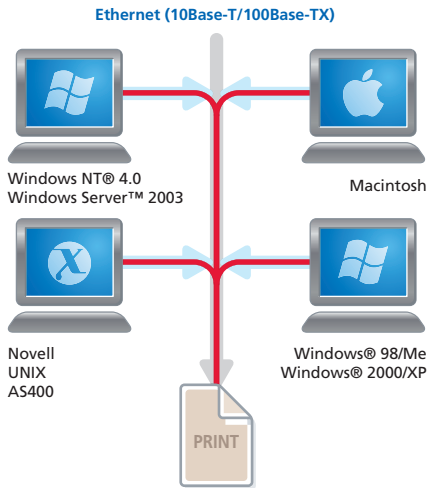 Ethernet (10Base-T/100Base-TX)
Windows NT® 4.0
Windows Server™ 2003
Macintosh
Novell
UNIX
AS400
Windows® 98/Me
Windows® 2000/XP
PRINT